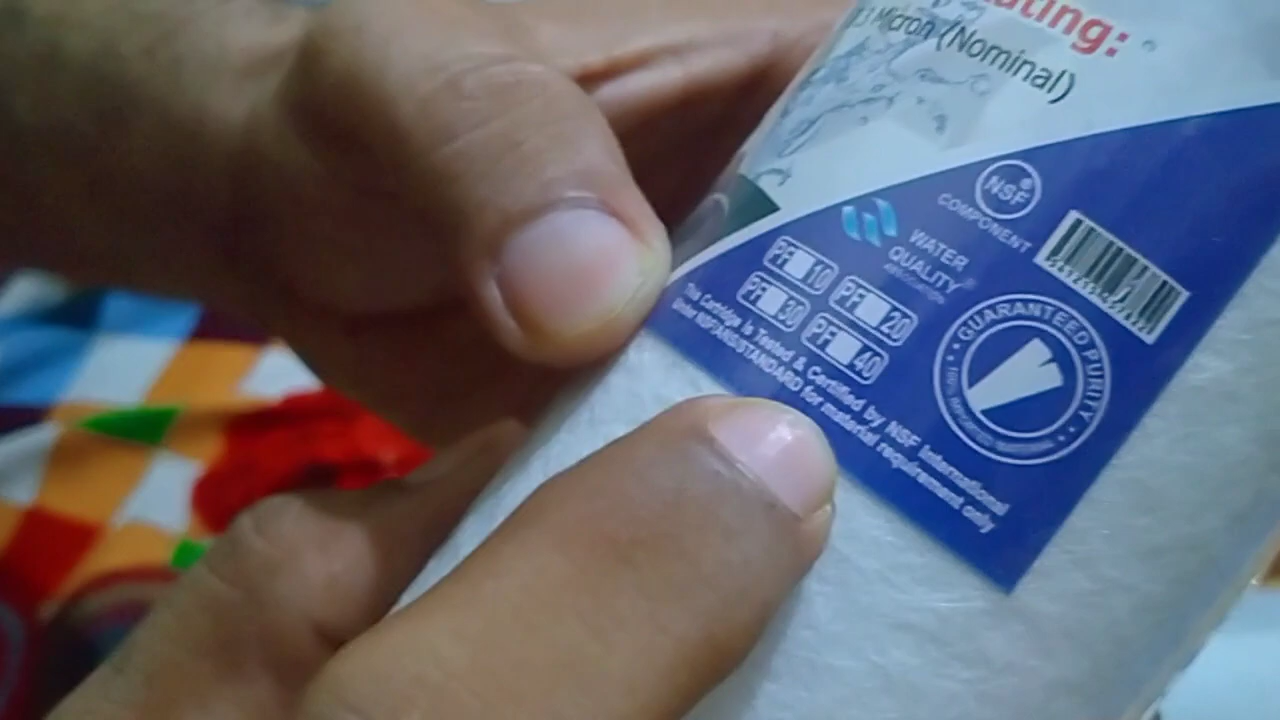 ating:
Micron (Nominal)
NSF®
COMPONENT
WATER
QUALITY
PF 10
PF 20
PF 30
PF 40
The Cartridge is Tested & Certified by NSF International
Under NSF/ANSI/STANDARD for material requirement only
GUARANTEED PURITY